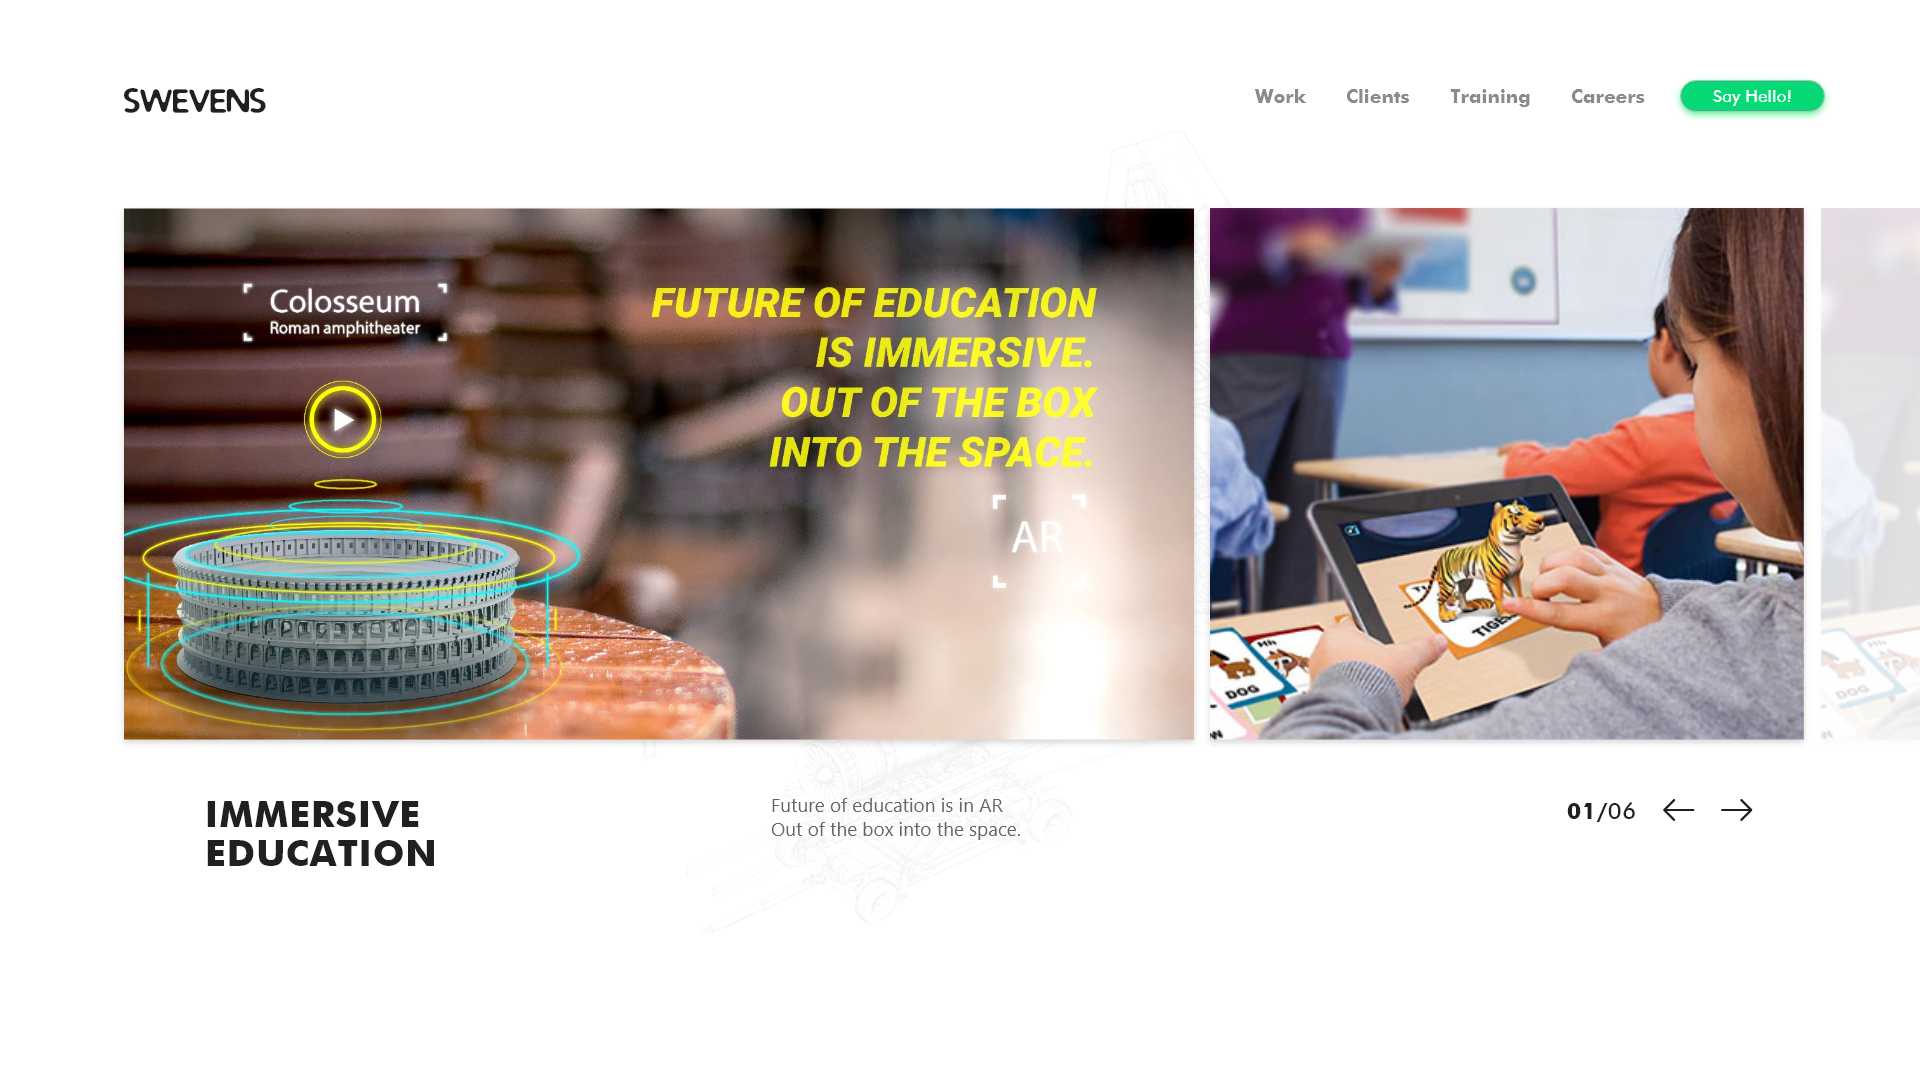 SWEVENS
Work
Clients
Training
Careers
Say Hello!
Colosseum
Roman amphitheater
FUTURE OF EDUCATION
IS IMMERSIVE.
OUT OF THE BOX
INTO THE SPACE.
AR
DOG
HH
DOG
IMMERSIVE
EDUCATION
Future of education is in AR
Out of the box into the space.
01/06